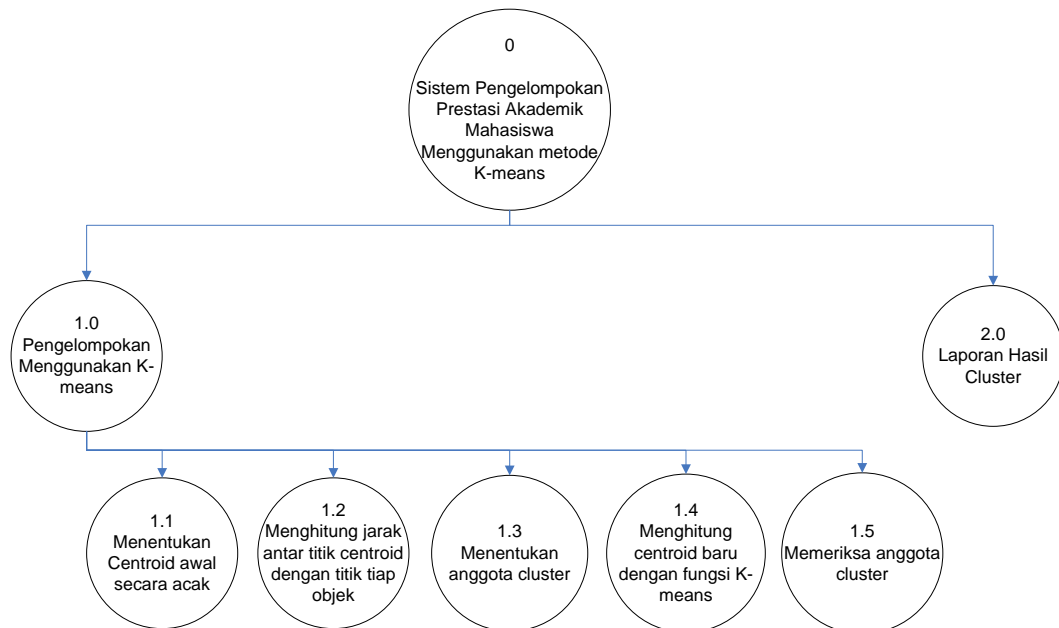 0
Sistem Pengelompokan
Prestasi Akademik
Mahasiswa
Menggunakan metode
K-means
1.0
Pengelompokan
Menggunakan K-
means
2.0
Laporan Hasil
Cluster
1.1
Menentukan
Centroid awal
secara acak
1.2
Menghitung jarak
antar titik centroid
dengan titik tiap
objek
1.3
Menentukan
anggota cluster
1.4
Menghitung
centroid baru
dengan fungsi K-
means
1.5
Memeriksa anggota
cluster